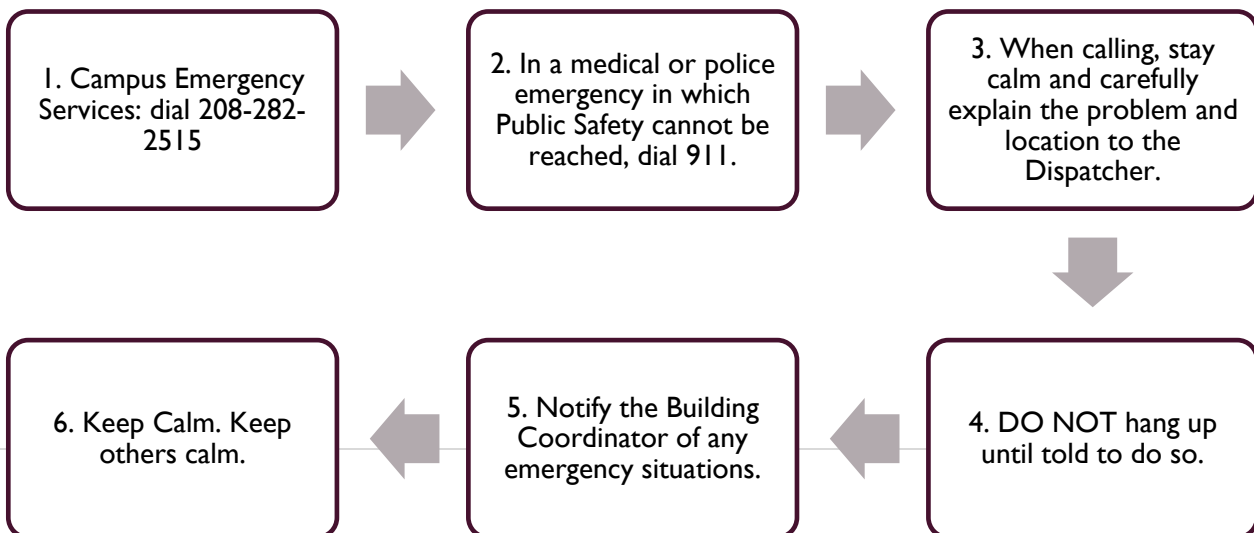 1. Campus Emergency
Services: dial 208-282-
2515
2. In a medical or police
emergency in which
Public Safety cannot be
reached, dial 911.
3. When calling, stay
calm and carefully
explain the problem and
location to the
Dispatcher.
4. DO NOT hang up
until told to do so.
5. Notify the Building
Coordinator of any
emergency situations.
6. Keep Calm. Keep
others calm.